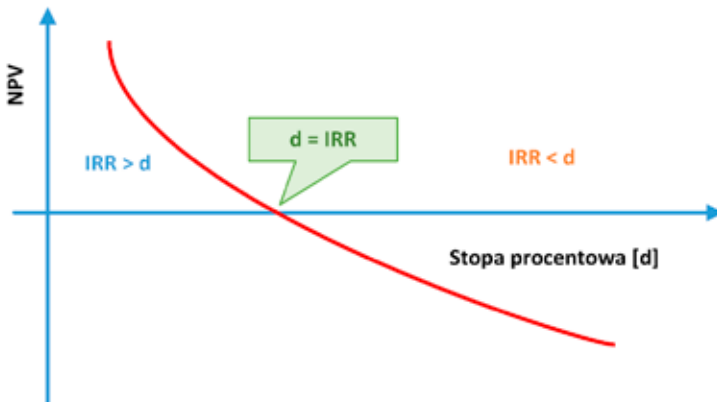 NPV
d = IRR
IRR > d
IRR < d
Stopa procentowa [d]